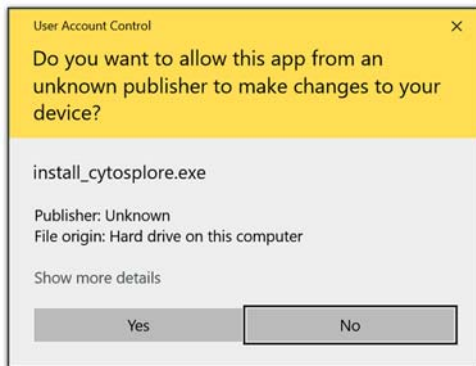 User Account Control
Do you want to allow this app from an
unknown publisher to make changes to your
device?
install_cytosplore.exe
Publisher: Unknown
File origin: Hard drive on this computer
Show more details
Yes
No